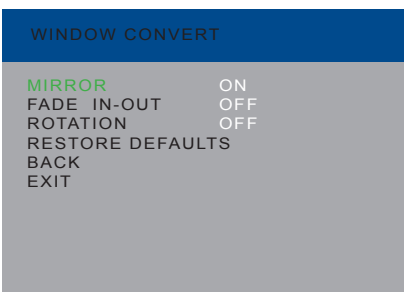 WINDOW CONVERT
MIRROR ON
FADE IN-OUT OFF
ROTATION OFF
RESTORE DEFAULTS
BACK
EXIT